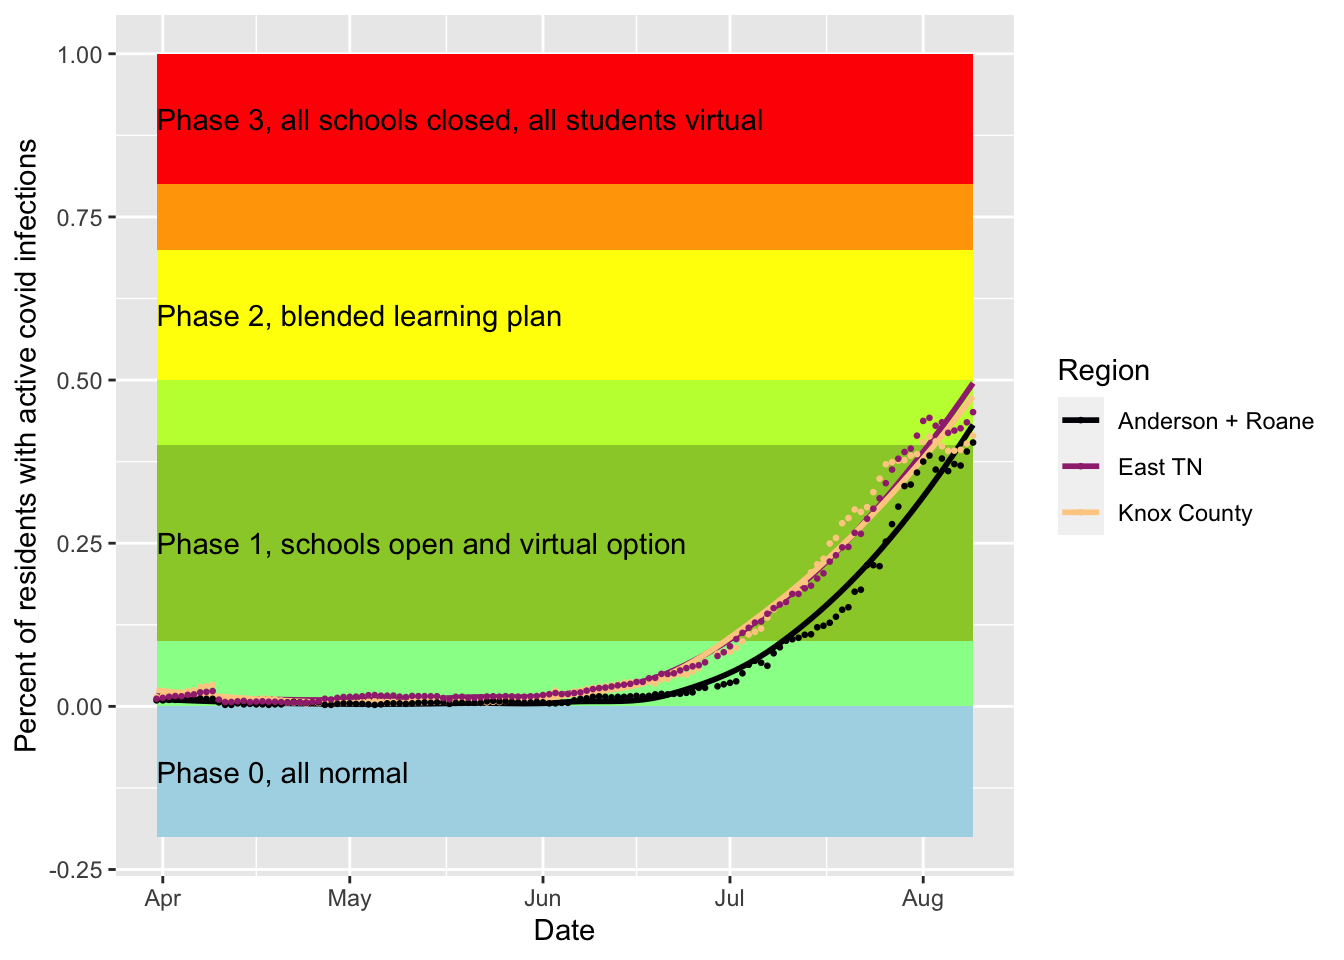 1.00
Phase 3, all schools closed, all students virtual
0.75
Phase 2, blended learning plan
0.50
Phase 1, schools open and virtual option
0.25
0.00
Phase 0, all normal
-0.25
Apr May Jun Jul Aug
Date
Percent of residents with active covid infections
Region
Anderson + Roane
East TN
Knox County